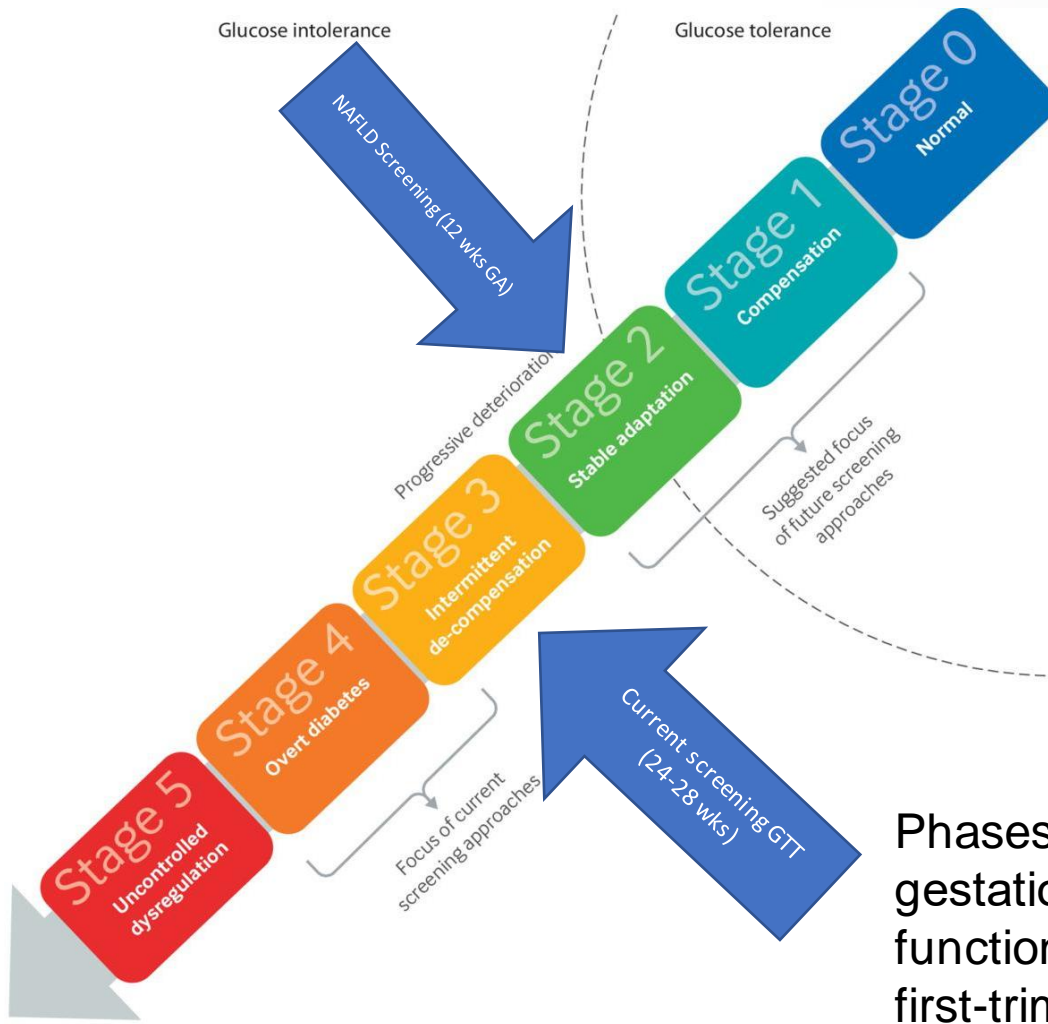 Glucose intolerance
Glucose tolerance
Stage 0
Normal
Stage 1
Compensation
NAFLD Screening (12 wks GA)
Stage 2
Stable adaptation
Progressive deterioration
Suggested focus
of future screening
approaches
Stage 3
Intermittent
de-compensation
Stage 4
Overt diabetes
Current screening GTT
(24-28 wks)
Focus of current
screening approaches
Stage 5
Uncontrolled
dysregulation
Phases
gestatio
function
first-trim